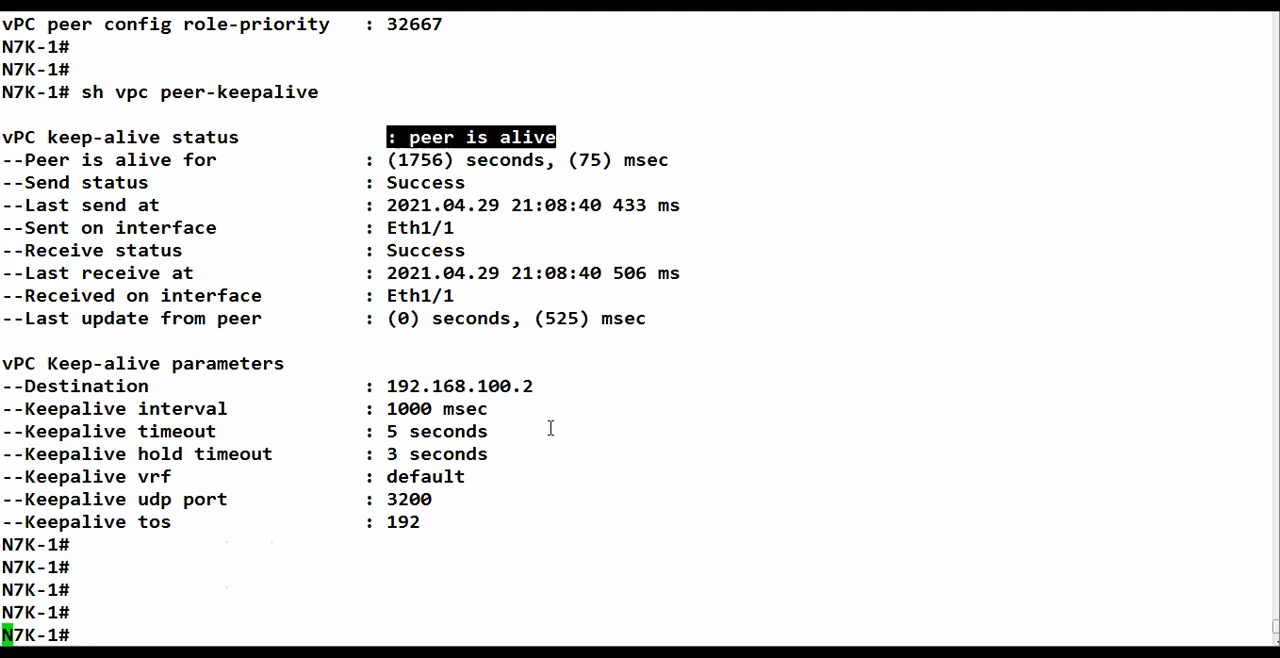 vPC peer config role-priority   : 32667
N7K-1#
N7K-1#
N7K-1# sh vpc peer-keepalive
vPC keep-alive status             : peer is alive
--Peer is alive for             : (1756) seconds, (75) msec
--Send status                   : Success
--Last send at                  : 2021.04.29 21:08:40 433 ms
--Sent on interface             : Eth1/1
--Receive status                : Success
--Last receive at               : 2021.04.29 21:08:40 506 ms
--Received on interface         : Eth1/1
--Last update from peer         : (0) seconds, (525) msec
vPC Keep-alive parameters
--Destination                   : 192.168.100.2
--Keepalive interval            : 1000 msec
--Keepalive timeout             : 5 seconds
--Keepalive hold timeout        : 3 seconds
--Keepalive vrf                 : default
--Keepalive udp port            : 3200
--Keepalive tos                 : 192
N7K-1#
N7K-1#
N7K-1#
N7K-1#
N7K-1#